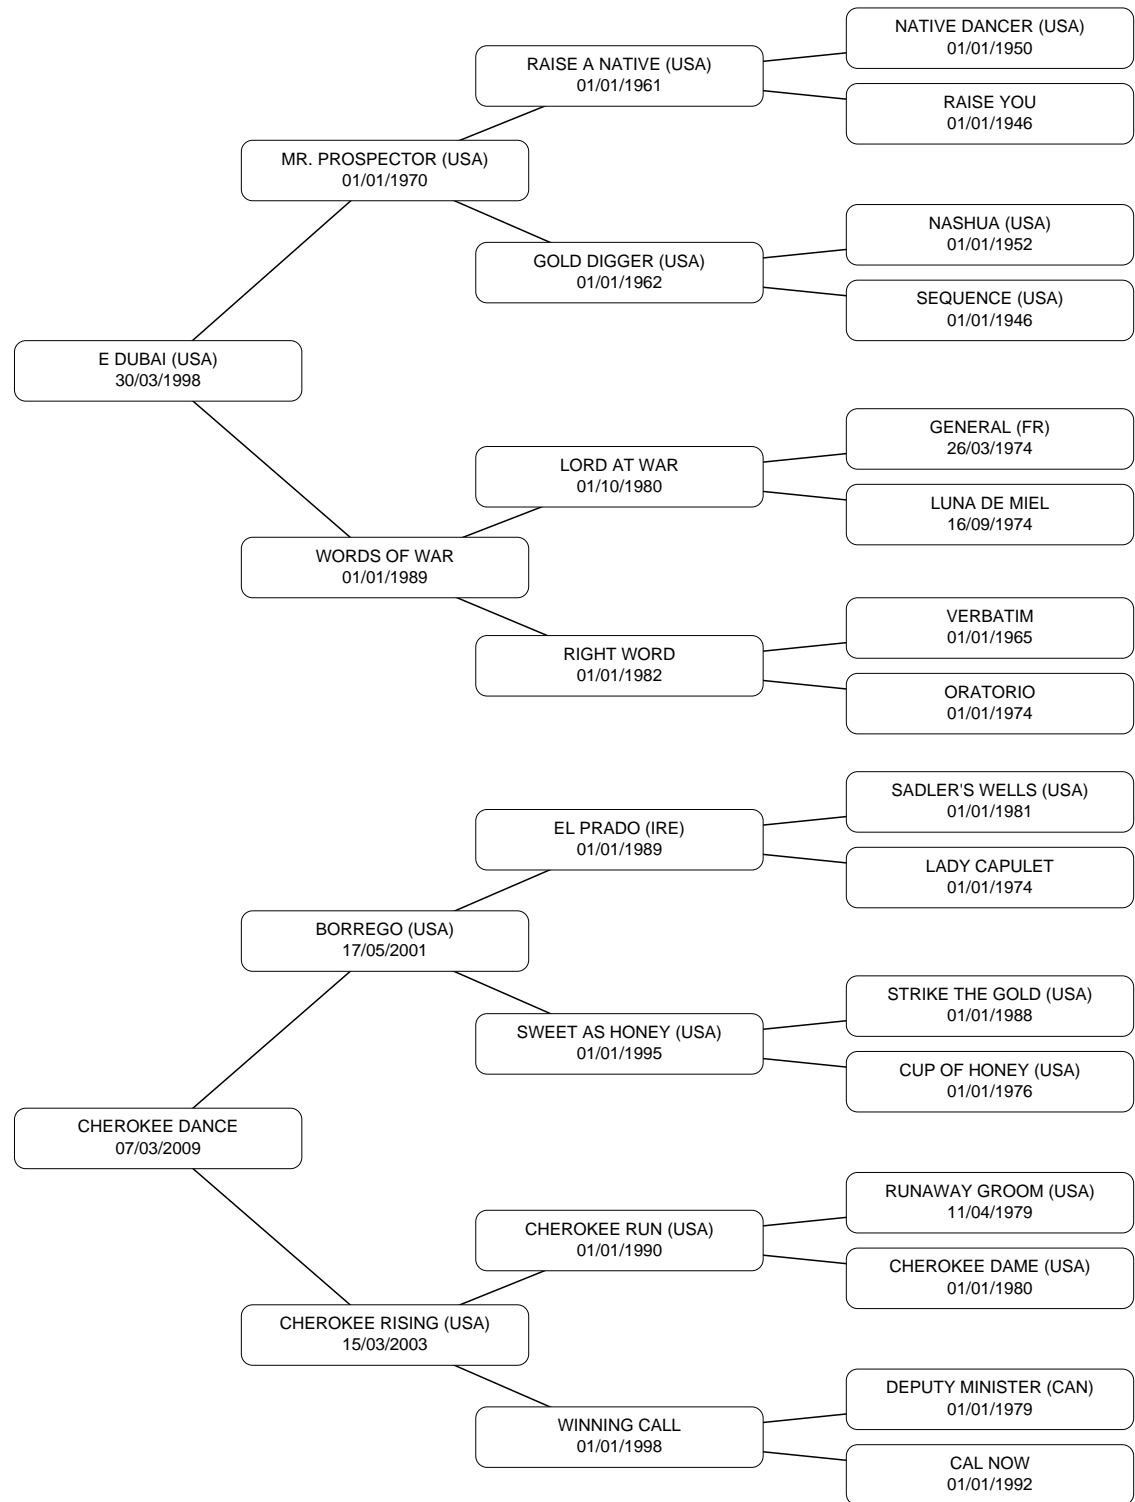 NATIVE DANCER (USA)
01/01/1950
RAISE A NATIVE (USA)
01/01/1961
RAISE YOU
01/01/1946
MR. PROSPECTOR (USA)
01/01/1970
NASHUA (USA)
01/01/1952
GOLD DIGGER (USA)
01/01/1962
SEQUENCE (USA)
01/01/1946
E DUBAI (USA)
30/03/1998
GENERAL (FR)
26/03/1974
LORD AT WAR
01/10/1980
LUNA DE MIEL
16/09/1974
WORDS OF WAR
01/01/1989
VERBATIM
01/01/1965
RIGHT WORD
01/01/1982
ORATORIO
01/01/1974
SADLER'S WELLS (USA)
01/01/1981
EL PRADO (IRE)
01/01/1989
LADY CAPULET
01/01/1974
BORREGO (USA)
17/05/2001
STRIKE THE GOLD (USA)
01/01/1988
SWEET AS HONEY (USA)
01/01/1995
CUP OF HONEY (USA)
01/01/1976
CHEROKEE DANCE
07/03/2009
RUNAWAY GROOM (USA)
11/04/1979
CHEROKEE RUN (USA)
01/01/1990
CHEROKEE DAME (USA)
01/01/1980
CHEROKEE RISING (USA)
15/03/2003
DEPUTY MINISTER (CAN)
01/01/1979
WINNING CALL
01/01/1998
CAL NOW
01/01/1992